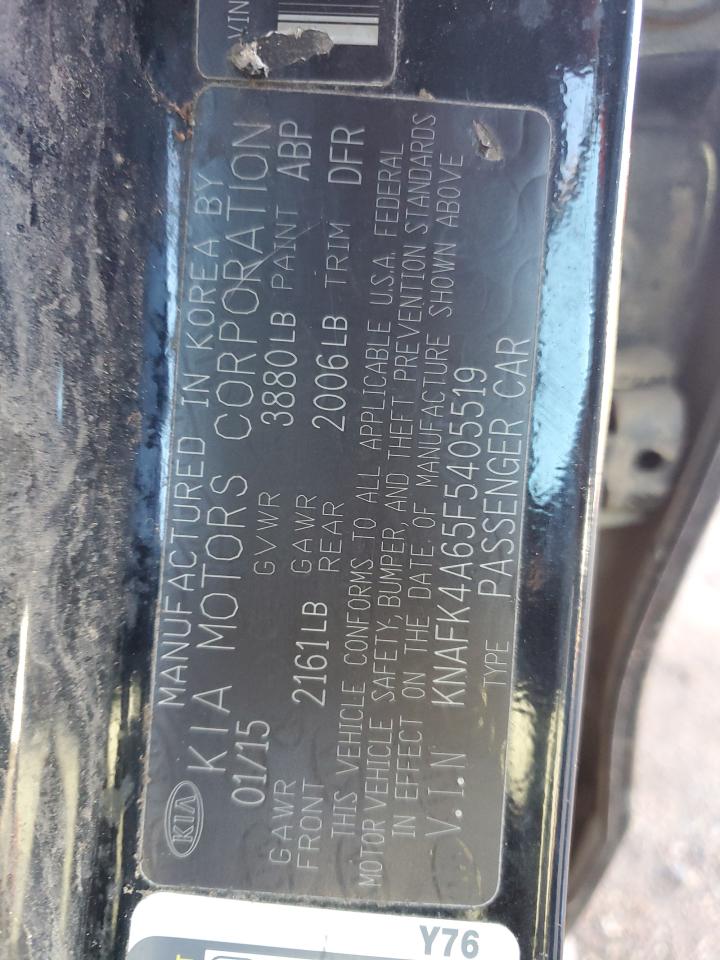 VIN
KIA
MANUFACTURED IN KOREA BY
KIA MOTORS CORPORATION
01/15 GVWR 3880LB PAINT ABP
GAWR FRONT 2161LB GAWR REAR 2006LB TRIM DFR
THIS VEHICLE CONFORMS TO ALL APPLICABLE U.S.A. FEDERAL
MOTOR VEHICLE SAFETY, BUMPER, AND THEFT PREVENTION STANDARDS
IN EFFECT ON THE DATE OF MANUFACTURE SHOWN ABOVE
V.I.N KNAFK4A65F5405519
TYPE PASSENGER CAR
Y76